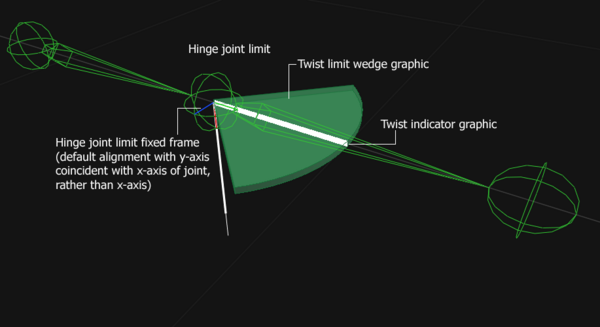 Hinge joint limit
Twist limit wedge graphic
Twist indicator graphic
Hinge joint limit fixed frame
(default alignment with y-axis
coincident with x-axis of joint,
rather than x-axis)